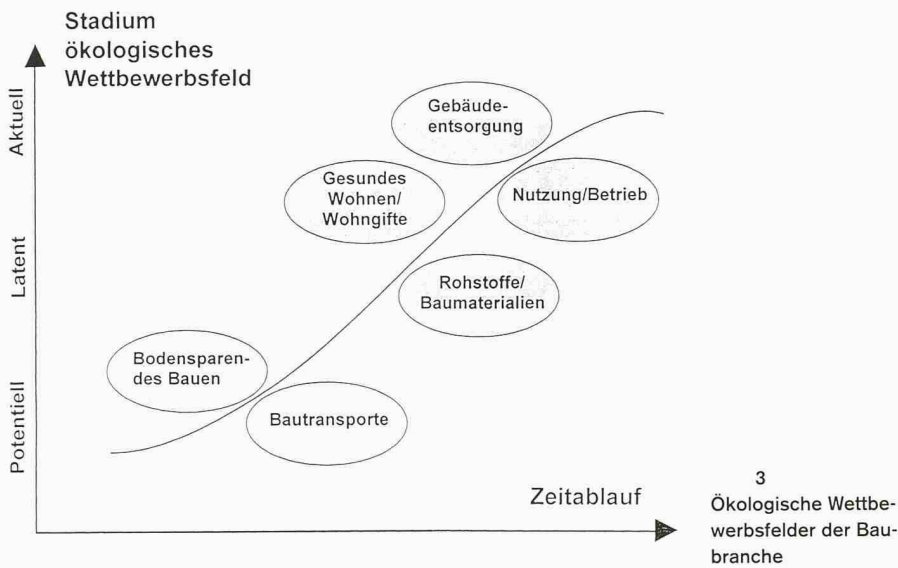 Stadium
ökologisches
Wettbewerbsfeld
Aktuell
Latent
Potentiell
Gebäude-
entsorgung
Gesundes
Wohnen/
Wohngifte
Nutzung/Betrieb
Rohstoffe/
Baumaterialien
Bodensparen-
des Bauen
Bautransporte
Zeitablauf
3
Ökologische Wettbe-
werbsfelder der Bau-
branche